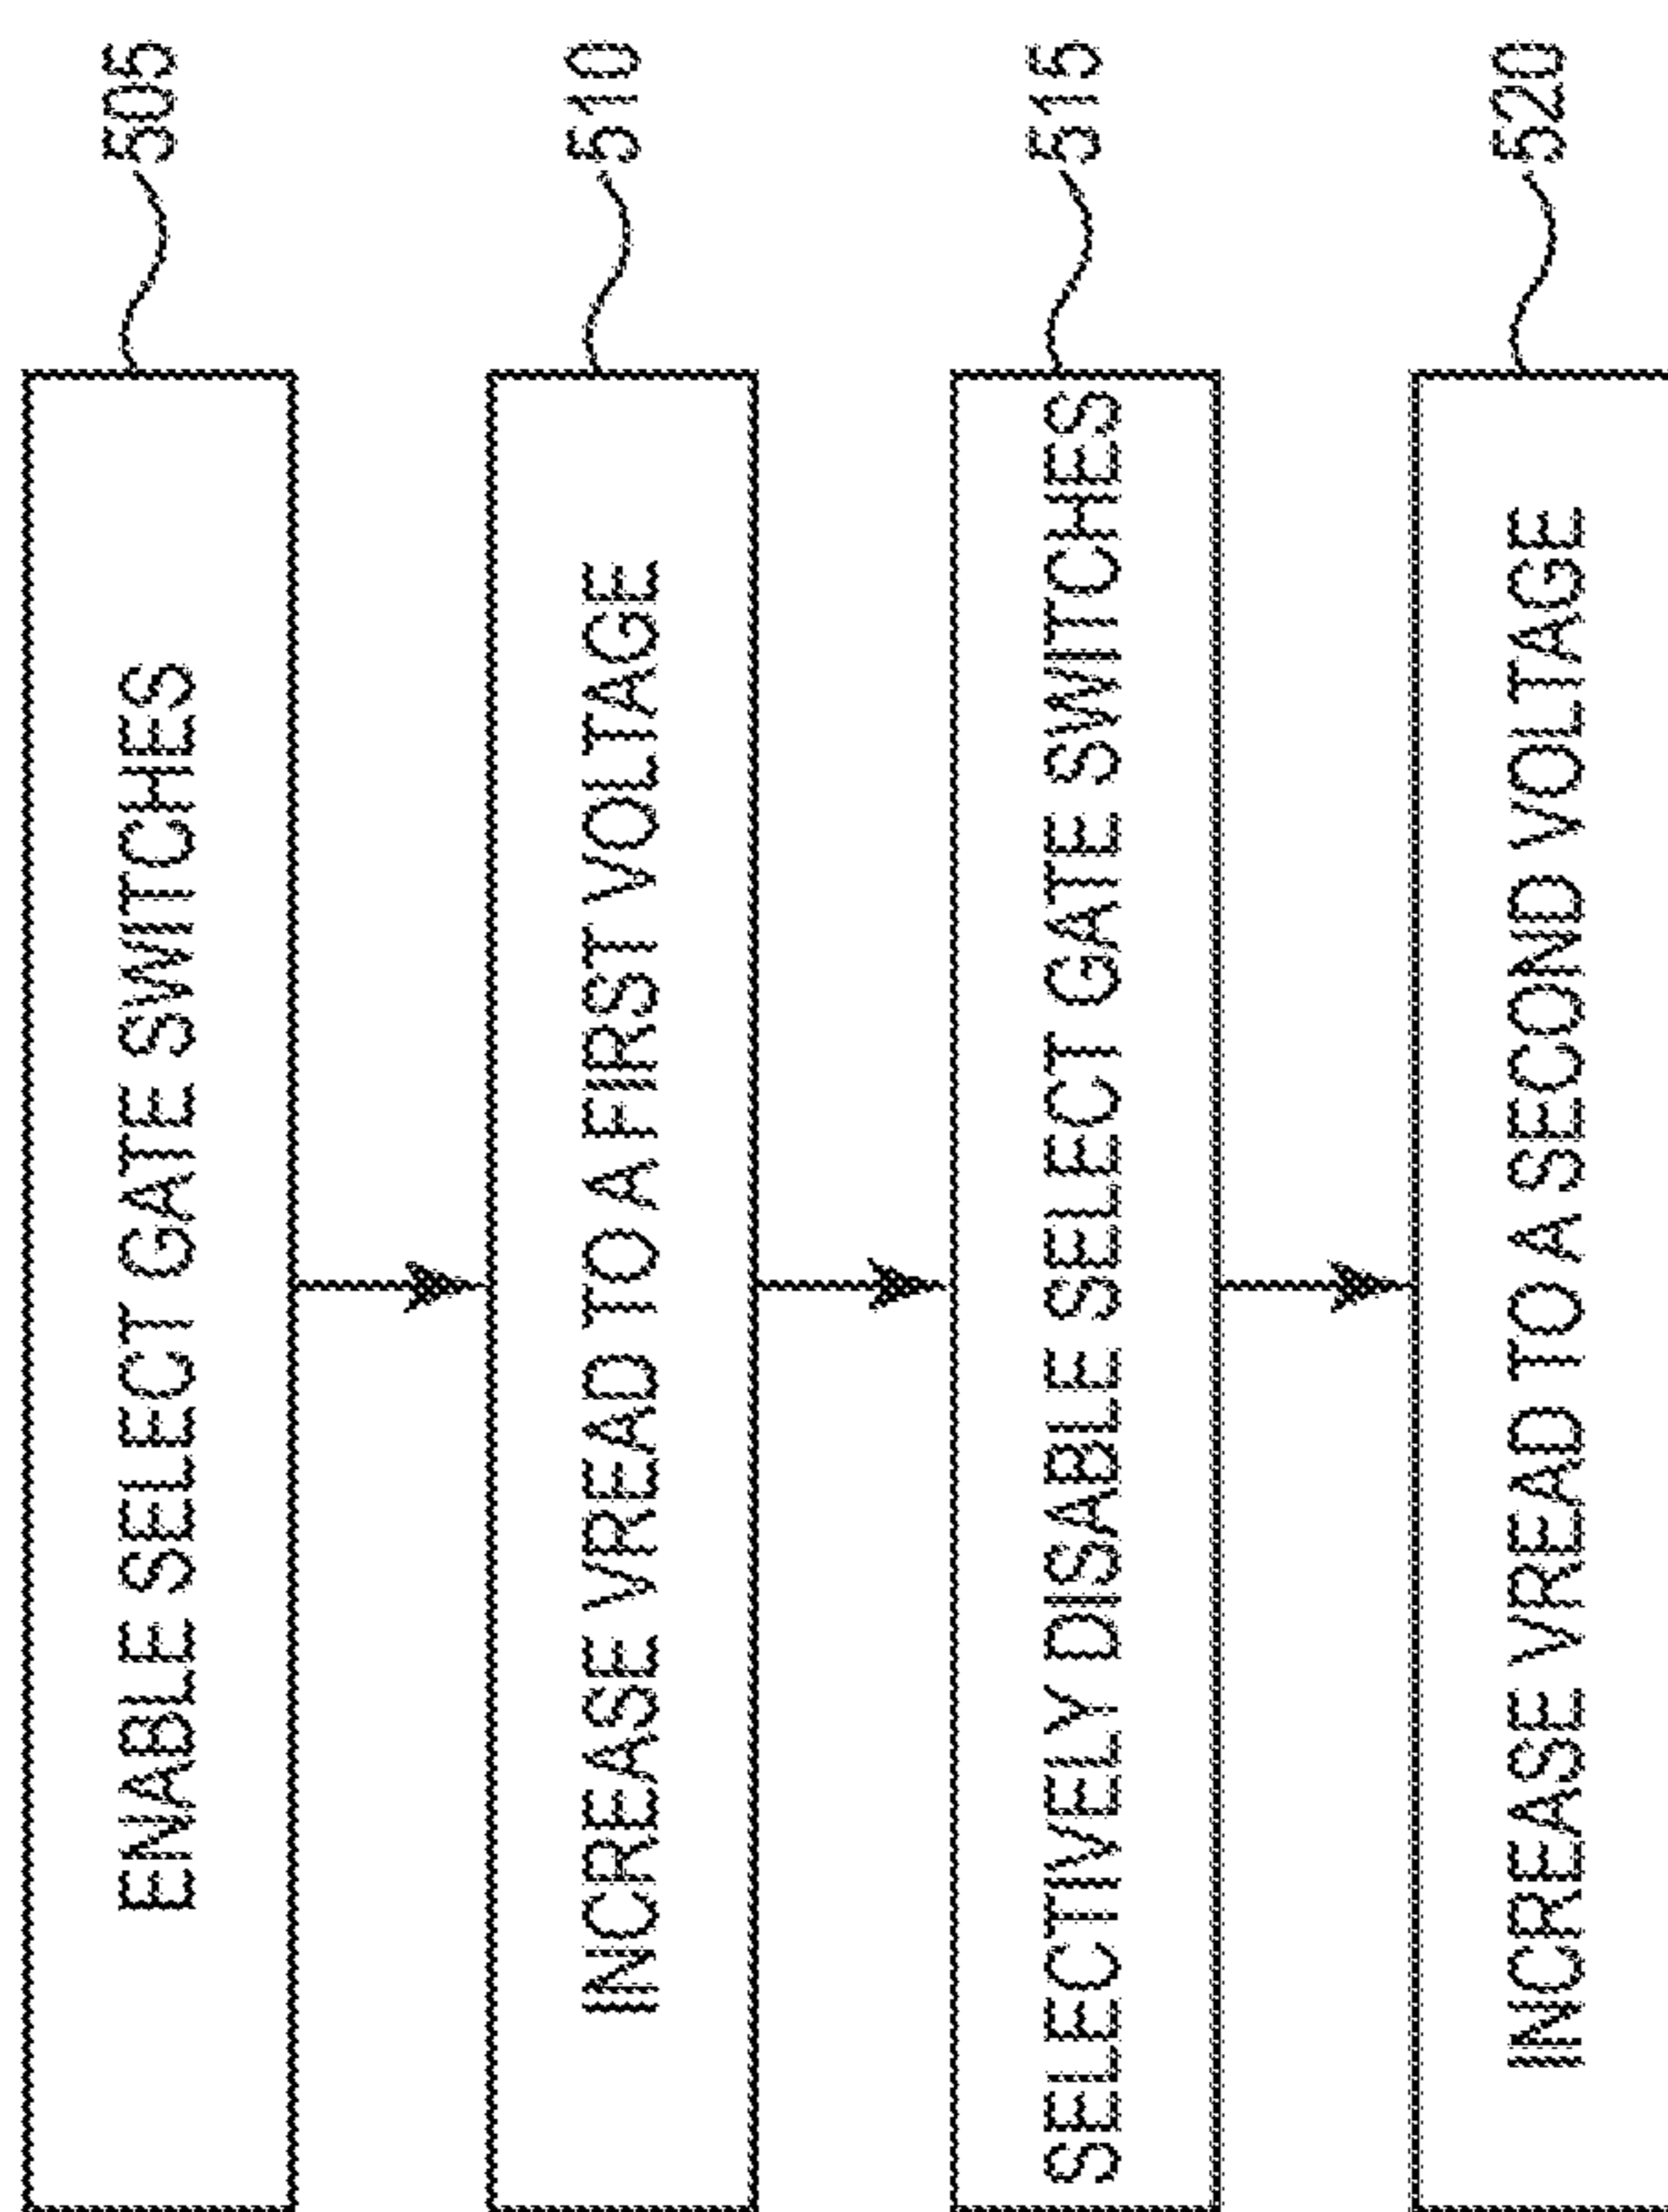 ENABLE SELECT GATE SWITCHES
505
INCREASE VREAD TO A FIRST VOLTAGE
510
SELECTIVELY DISABLE SELECT GATE SWITCHES
515
INCREASE VREAD TO A SECOND VOLTAGE
520